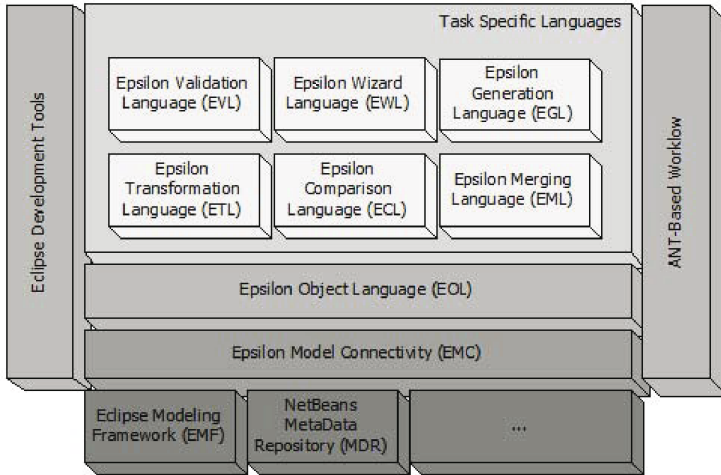 Task Specific Languages
Eclipse Development Tools
Epsilon Validation
Language (EVL)
Epsilon Wizard
Language (EWL)
Epsilon
Generation
Language (EGL)
Epsilon
Transformation
Language (ETL)
Epsilon
Comparison
Language (ECL)
Epsilon Merging
Language (EML)
ANT-Based Worklow
Epsilon Object Language (EOL)
Epsilon Model Connectivity (EMC)
Eclipse Modeling
Framework (EMF)
NetBeans
MetaData
Repository (MDR)
...